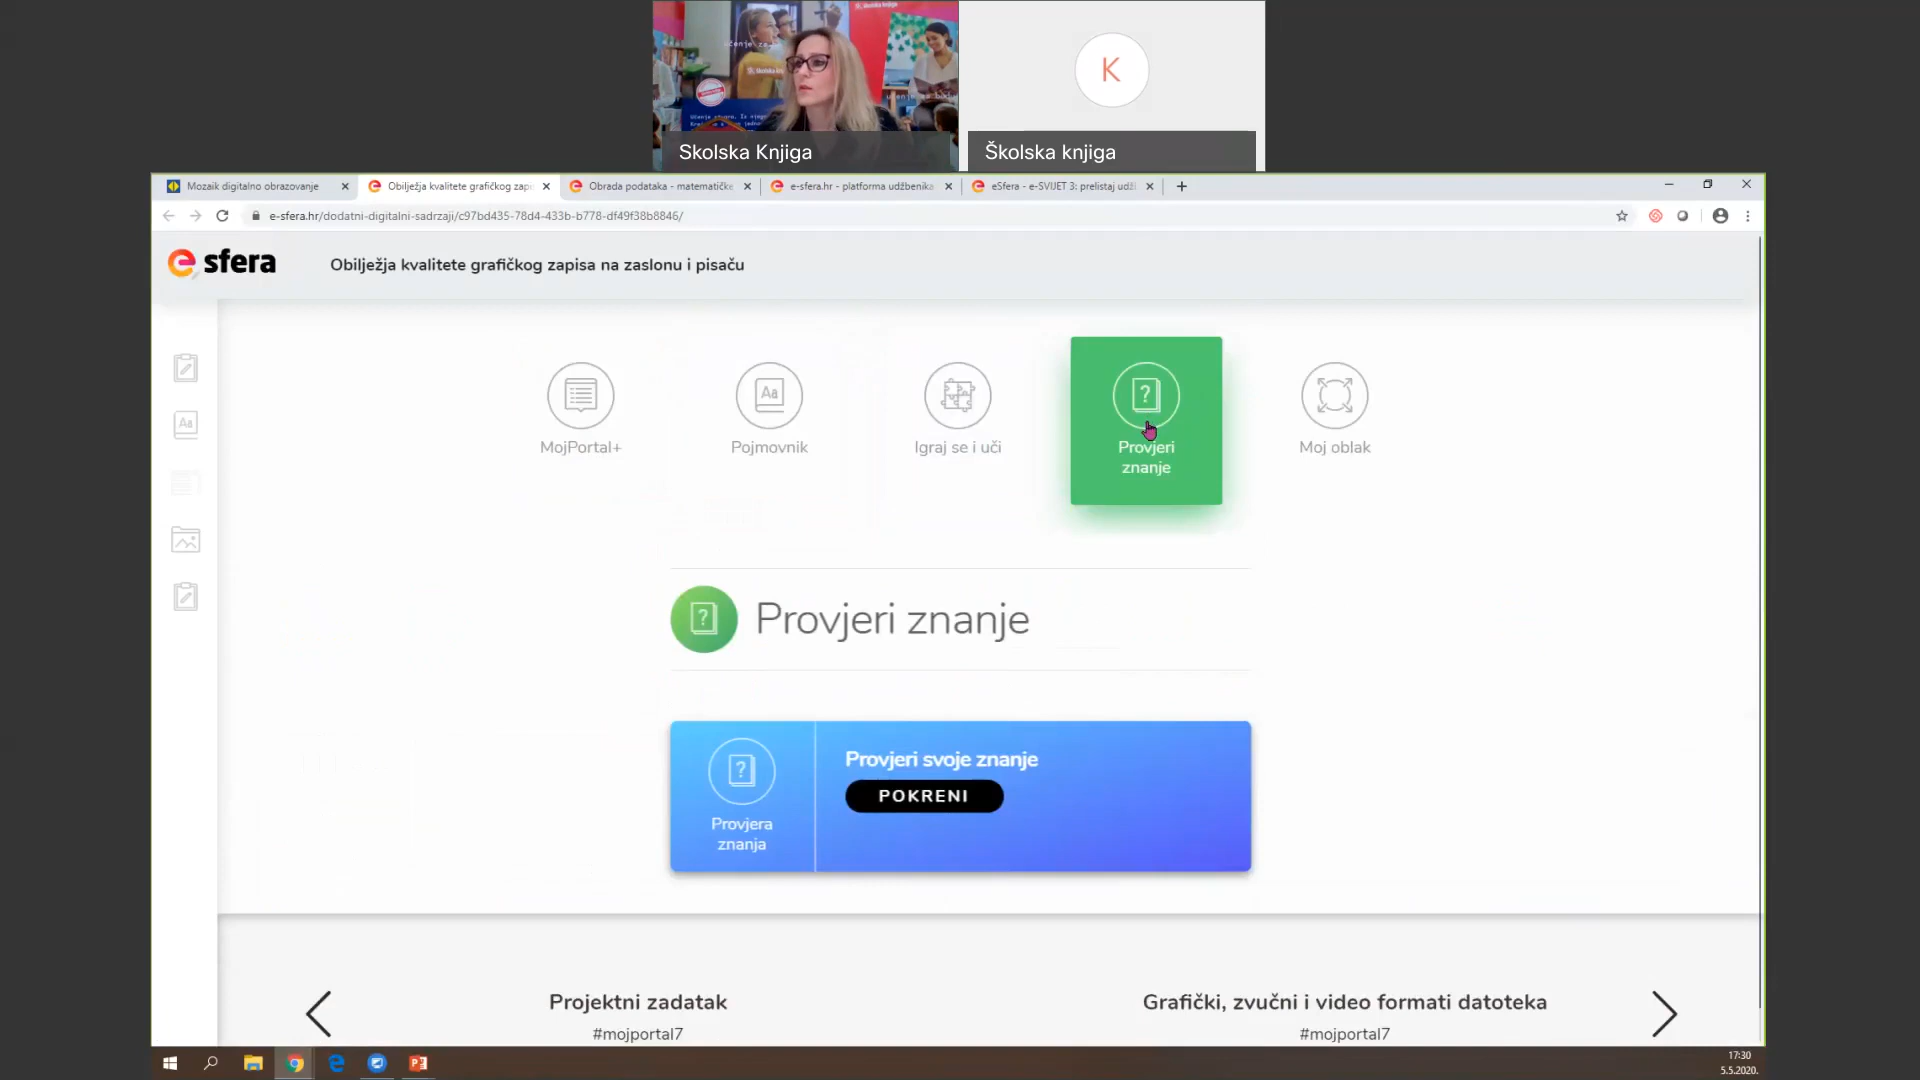 Skolska Knjiga
K
Školska knjiga
Mozaik digitalno obrazovanje
Obilježja kvalitete grafičkog zapi
Obrada podataka - matematičke
e-sfera.hr - platforma udžbenika
eSfera - e-SVIJET 3: prelistaj udž
e-sfera.hr/dodatni-digitalni-sadrzaji/c97bd435-78d4-433b-b778-df49f38b8846/
e sfera
Obilježja kvalitete grafičkog zapisa na zaslonu i pisaču
MojPortal+
Aa
Pojmovnik
Igraj se i uči
?
Provjeri
znanje
Moj oblak
Aa
?
Provjeri znanje
?
Provjera
znanja
Provjeri svoje znanje
POKRENI
Projektni zadatak
#mojportal7
Grafički, zvučni i video formati datoteka
#mojportal7
17:30
5.5.2020.